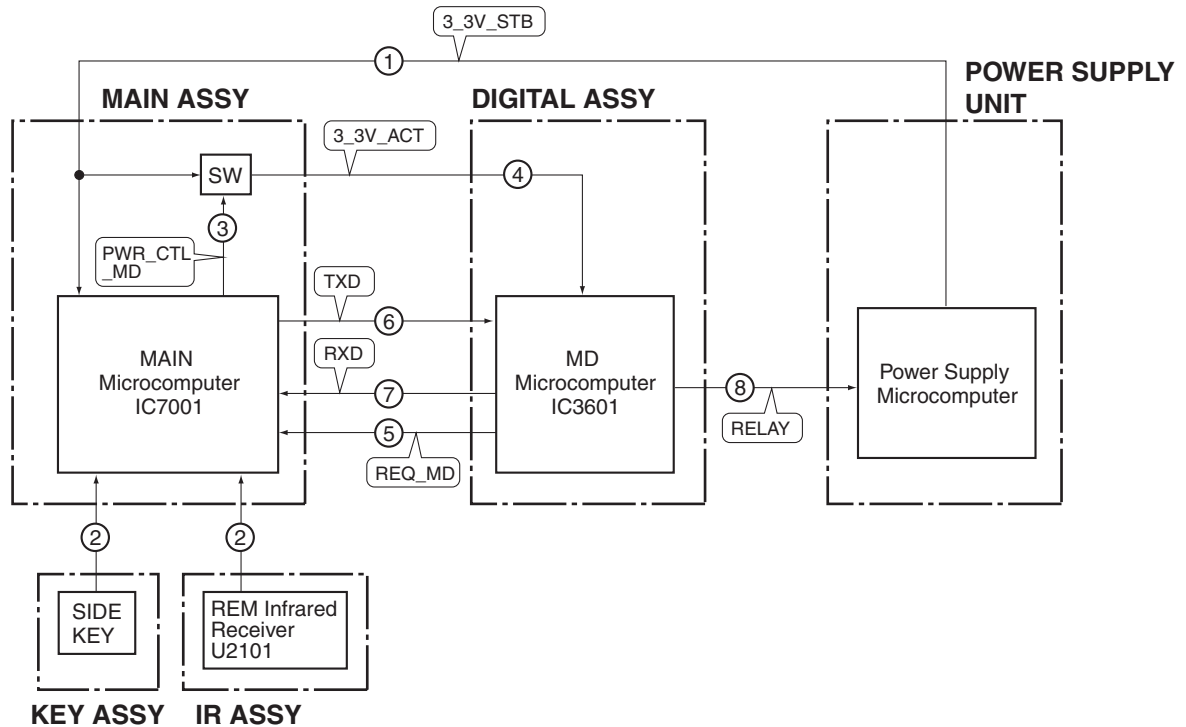 3_3V_STB
1
POWER SUPPLY
UNIT
MAIN ASSY
DIGITAL ASSY
3_3V_ACT
SW
4
3
PWR_CTL
_MD
TXD
6
MAIN
Microcomputer
IC7001
RXD
7
MD
Microcomputer
IC3601
8
RELAY
Power Supply
Microcomputer
5
REQ_MD
2
2
SIDE
KEY
REM Infrared
Receiver
U2101
KEY ASSY
IR ASSY